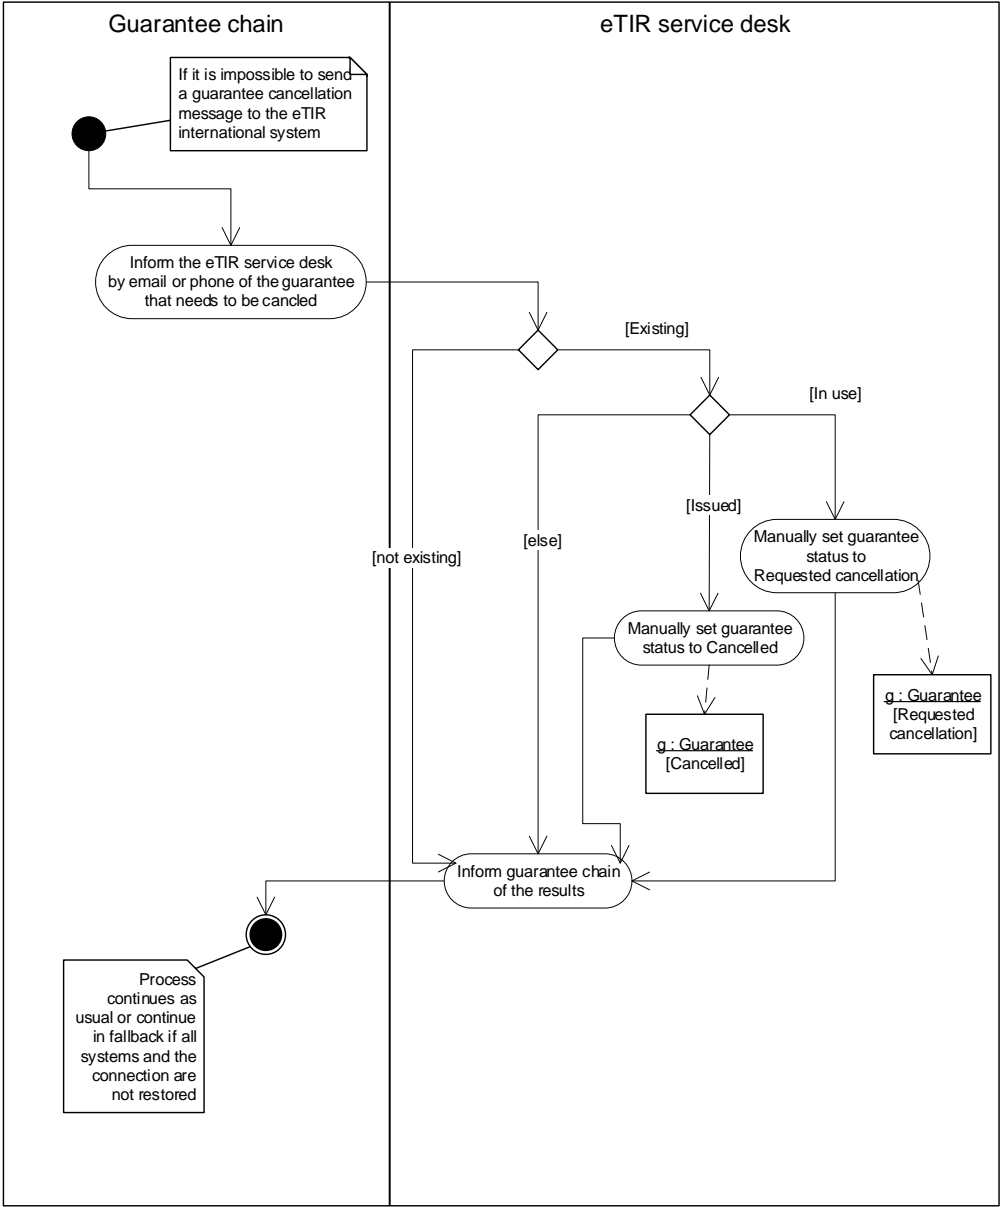 Guarantee chain
eTIR service desk
If it is impossible to send
a guarantee cancellation
message to the eTIR
international system
Inform the eTIR service desk
by email or phone of the guarantee
that needs to be cancled
[Existing]
[In use]
[Issued]
[else]
[not existing]
Manually set guarantee
status to
Requested cancellation
Manually set guarantee
status to Cancelled
g : Guarantee
[Requested
cancellation]
g : Guarantee
[Cancelled]
Inform guarantee chain
of the results
Process
continues as
usual or continue
in fallback if all
systems and the
connection are
not restored